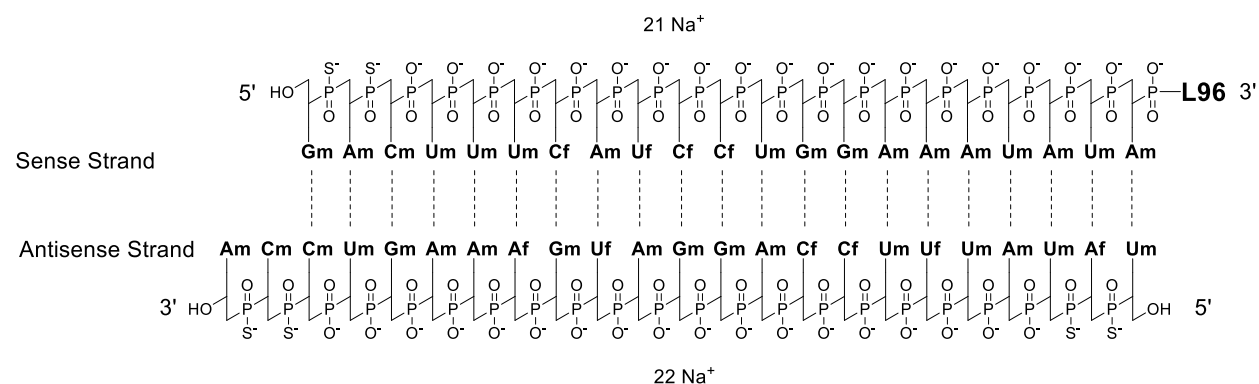 21 Na⁺
S⁻ S⁻ O⁻ O⁻ O⁻ O⁻ O⁻ O⁻ O⁻ O⁻ O⁻ O⁻ O⁻ O⁻ O⁻ O⁻ O⁻ O⁻ O⁻ O⁻ O⁻
5' HO P P P P P P P P P P P P P P P P P P P P P L96 3'
O O O O O O O O O O O O O O O O O O O O O
Sense Strand Gm Am Cm Um Um Um Cf Am Uf Cf Cf Um Gm Gm Am Am Am Um Am Um Am
Antisense Strand Am Cm Cm Um Gm Am Am Af Gm Uf Am Gm Gm Am Cf Cf Um Uf Um Am Um Af Um
O O O O O O O O O O O O O O O O O O O O O O
3' HO P P P P P P P P P P P P P P P P P P P P P P OH 5'
S⁻ S⁻ O⁻ O⁻ O⁻ O⁻ O⁻ O⁻ O⁻ O⁻ O⁻ O⁻ O⁻ O⁻ O⁻ O⁻ O⁻ O⁻ O⁻ O⁻ S⁻ S⁻
22 Na⁺